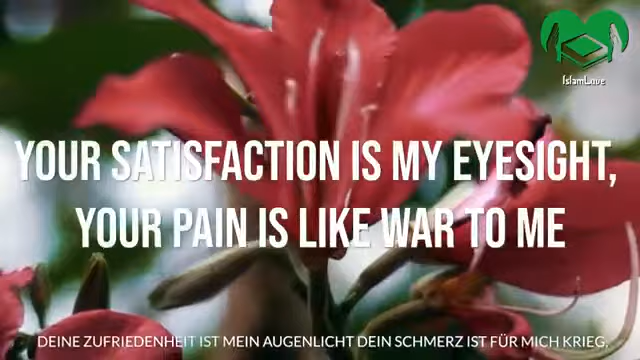 IslamLove
YOUR SATISFACTION IS MY EYESIGHT,
YOUR PAIN IS LIKE WAR TO ME
DEINE ZUFRIEDENHEIT IST MEIN AUGENLICHT DEIN SCHMERZ IST FÜR MICH KRIEG.